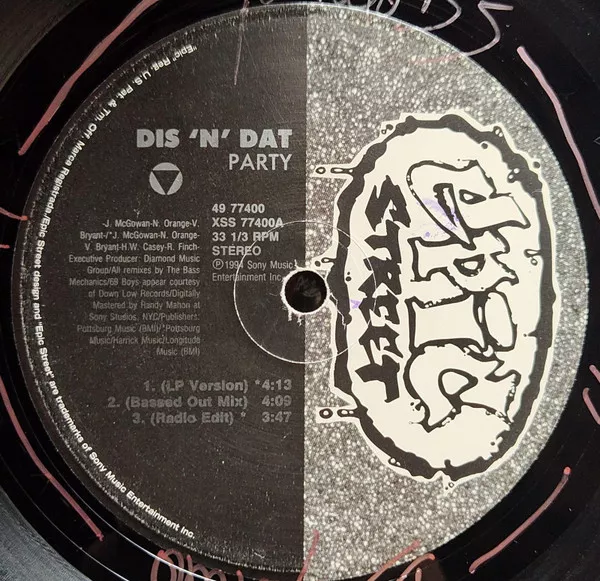 "Epic" Reg. U.S. Pat. & Tm. Off. Marca Registrada/Epic Street design and "Epic Street" are trademarks of Sony Music Entertainment Inc.
DIS 'N' DAT
PARTY
49 77400
XSS 77400A
33 1/3 RPM
STEREO
℗ 1994 Sony Music
Entertainment Inc.
-J. McGowan-N. Orange-V.
Bryant-/*J. McGowan-N. Orange-
V. Bryant-H.W. Casey-R. Finch-
Executive Producer: Diamond Music
Group/All remixes by The Bass
Mechanics/69 Boys appear courtesy
of Down Low Records/Digitally
Mastered by Randy Mahon at
Sony Studios, NYC/Publishers:
Pottsburg Music (BMI)/*Pottsburg
Music/Harrick Music/Longitude
Music (BMI)
1. (LP Version) *4:13
2. (Bassed Out Mix) 4:09
3. (Radio Edit) * 3:47
EPIC
STREET